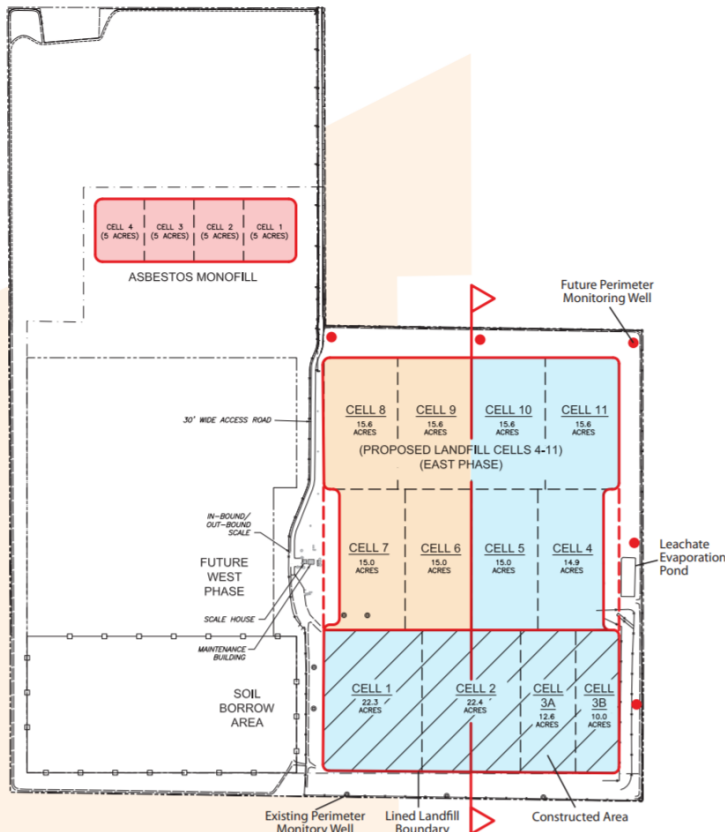 CELL 4
(5 ACRES)
CELL 3
(5 ACRES)
CELL 2
(5 ACRES)
CELL 1
(5 ACRES)
ASBESTOS MONOFILL
Future Perimeter
Monitoring Well
30' WIDE ACCESS ROAD
CELL 8
15.6
ACRES
CELL 9
15.6
ACRES
CELL 10
15.6
ACRES
CELL 11
15.6
ACRES
(PROPOSED LANDFILL CELLS 4-11)
(EAST PHASE)
IN-BOUND/
OUT-BOUND
SCALE
FUTURE
WEST
PHASE
SCALE HOUSE
MAINTENANCE
BUILDING
CELL 7
15.0
ACRES
CELL 6
15.0
ACRES
CELL 5
15.0
ACRES
CELL 4
14.9
ACRES
Leachate
Evaporation
Pond
SOIL
BORROW
AREA
CELL 1
22.3
ACRES
CELL 2
22.4
ACRES
CELL
3A
12.6
ACRES
CELL
3B
10.0
ACRES
Existing Perimeter
Monitory Well
Lined Landfill
Boundary
Constructed Area